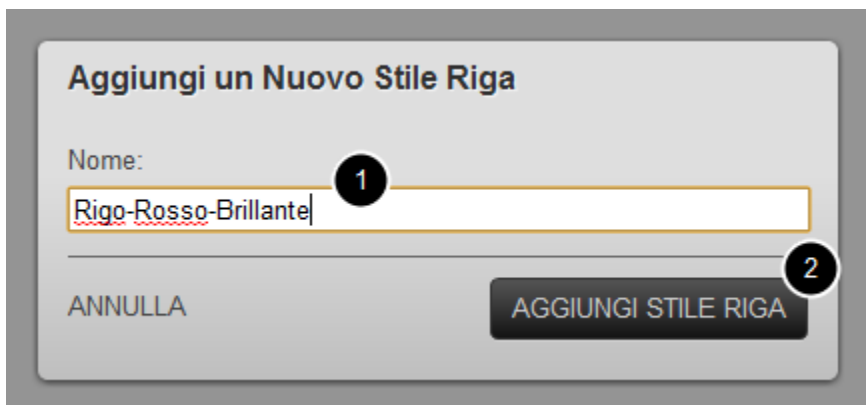 Aggiungi un Nuovo Stile Riga
Nome:
1
Rigo-Rosso-Brillante
2
ANNULLA
AGGIUNGI STILE RIGA